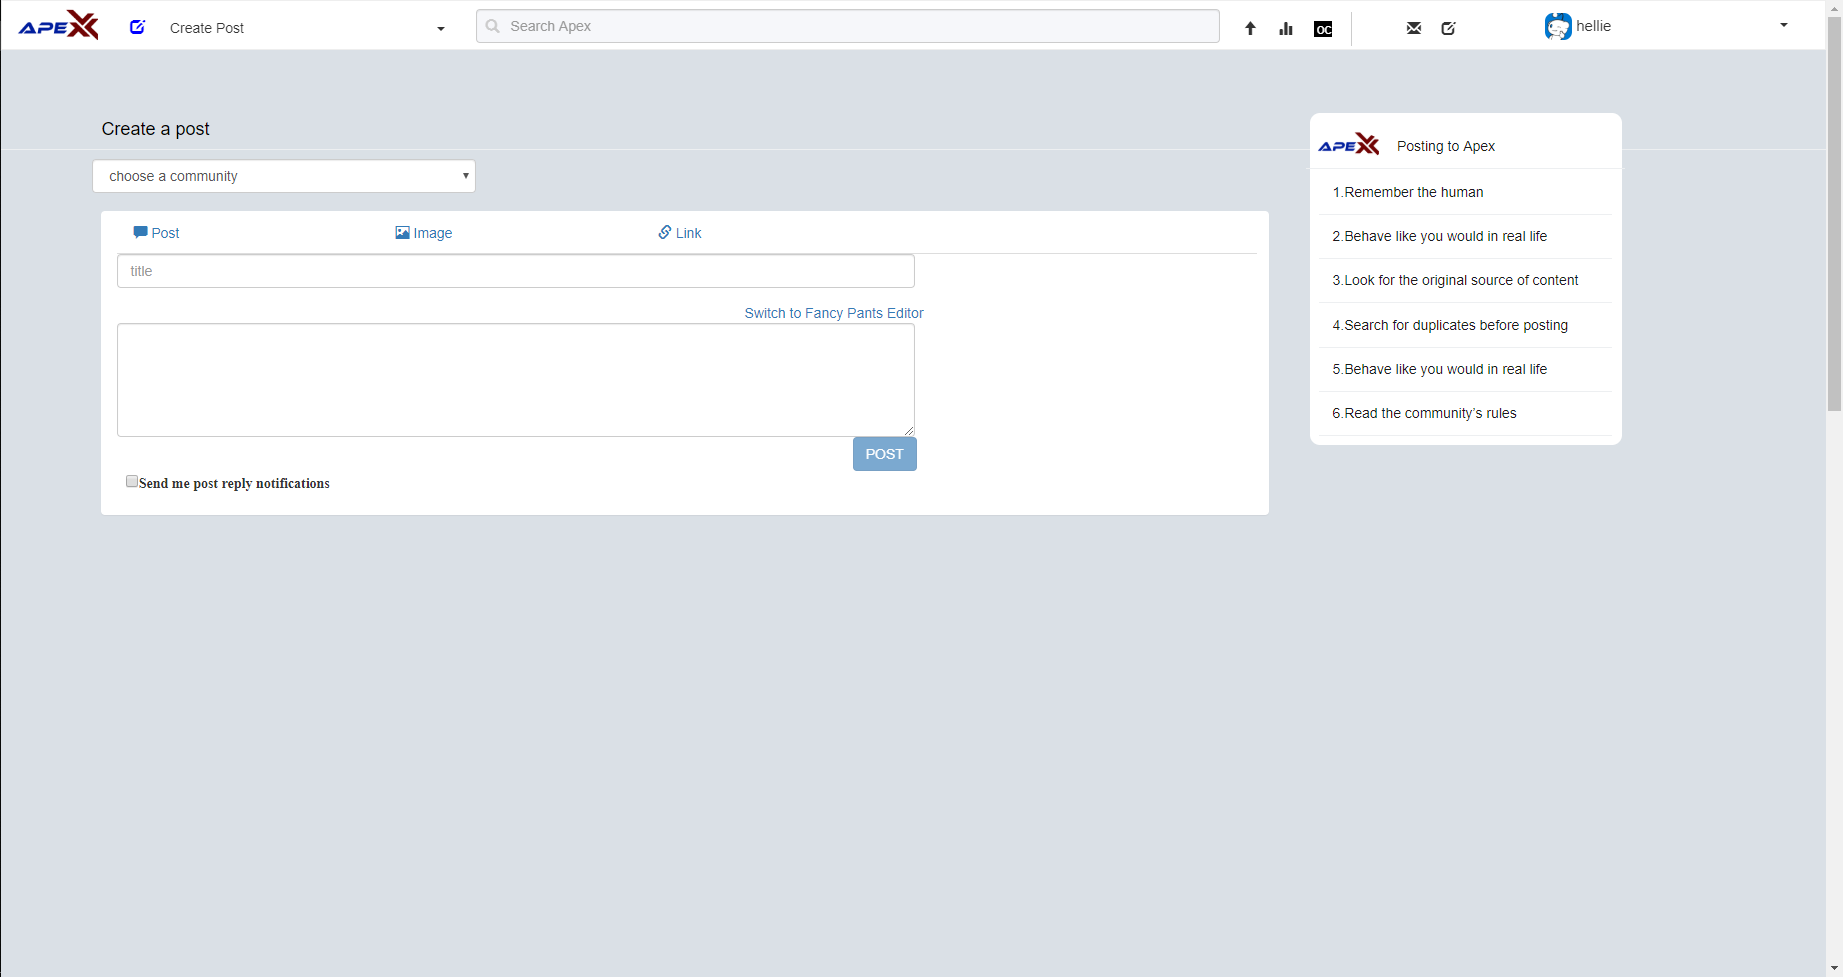 APEXX
Create Post
Search Apex
OC
hellie
Create a post
choose a community
Post
Image
Link
title
Switch to Fancy Pants Editor
POST
Send me post reply notifications
APEXX
Posting to Apex
1.Remember the human
2.Behave like you would in real life
3.Look for the original source of content
4.Search for duplicates before posting
5.Behave like you would in real life
6.Read the community’s rules